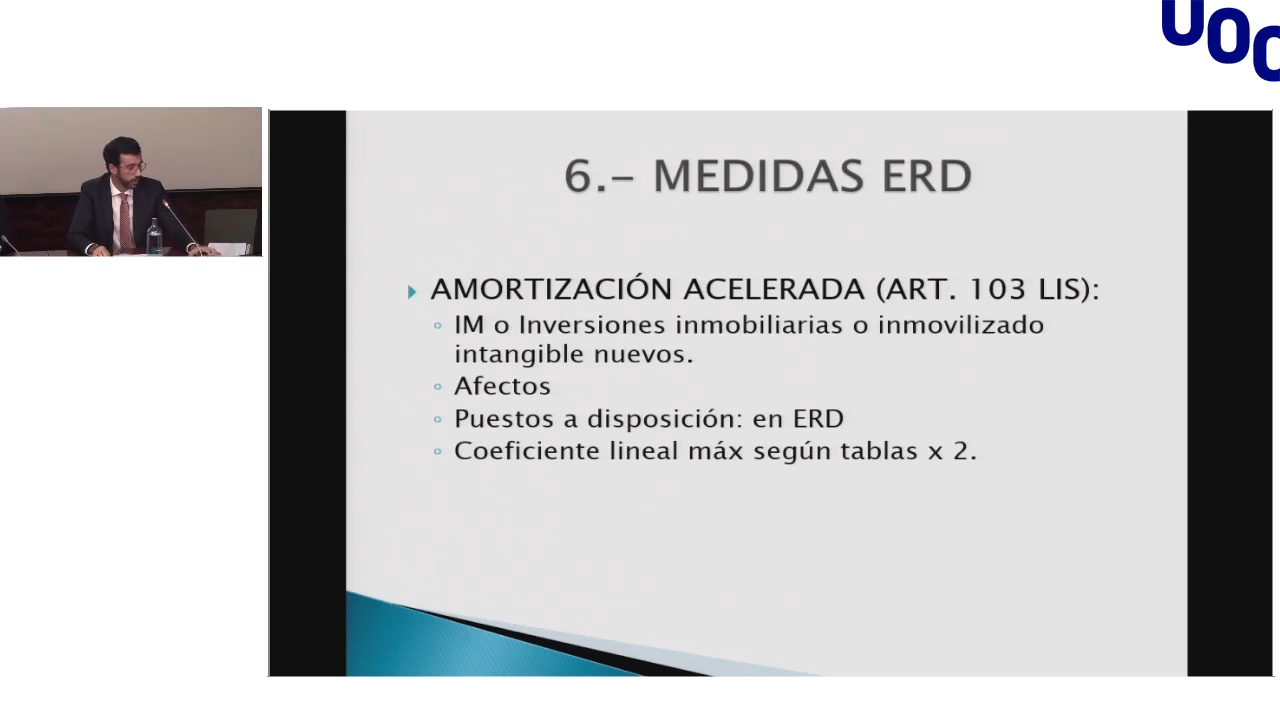 UOC
6.– MEDIDAS ERD
AMORTIZACIÓN ACELERADA (ART. 103 LIS):
IM o Inversiones inmobiliarias o inmovilizado
intangible nuevos.
Afectos
Puestos a disposición: en ERD
Coeficiente lineal máx según tablas x 2.